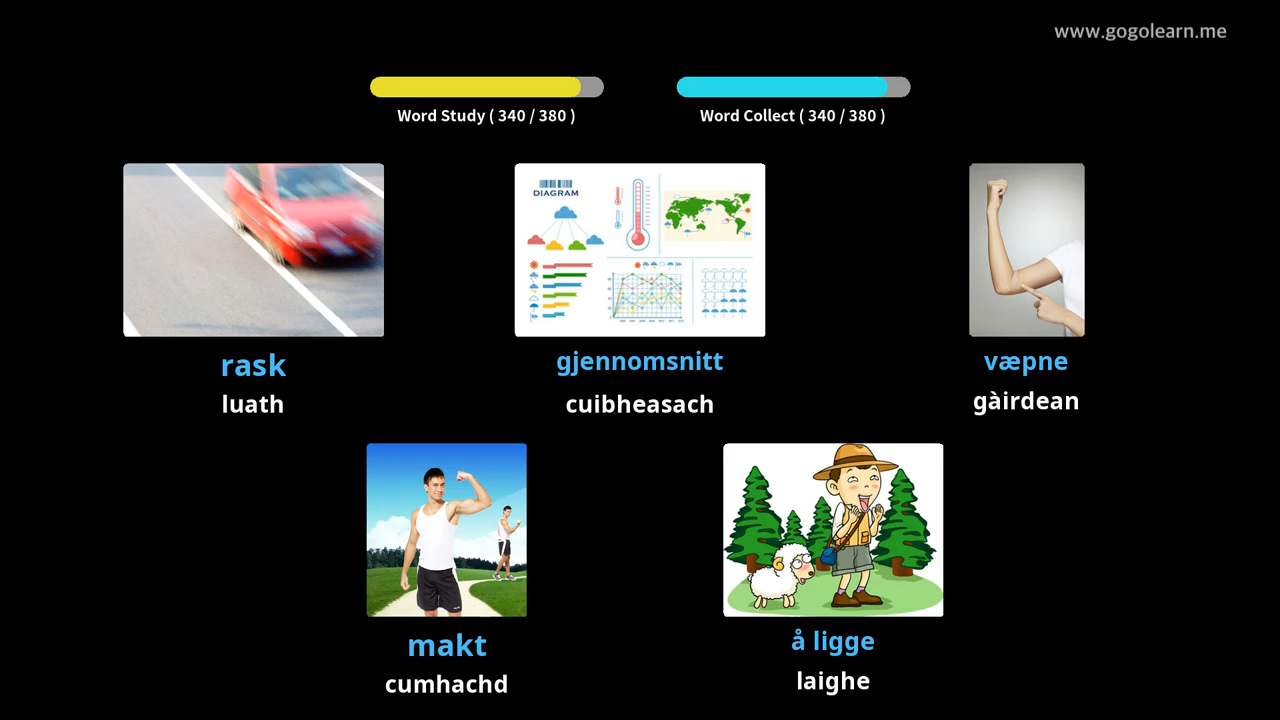 www.gogolearn.me
Word Study ( 340 / 380 )
Word Collect ( 340 / 380 )
DIAGRAM
rask
luath
gjennomsnitt
cuibheasach
væpne
gàirdean
makt
cumhachd
å ligge
laighe